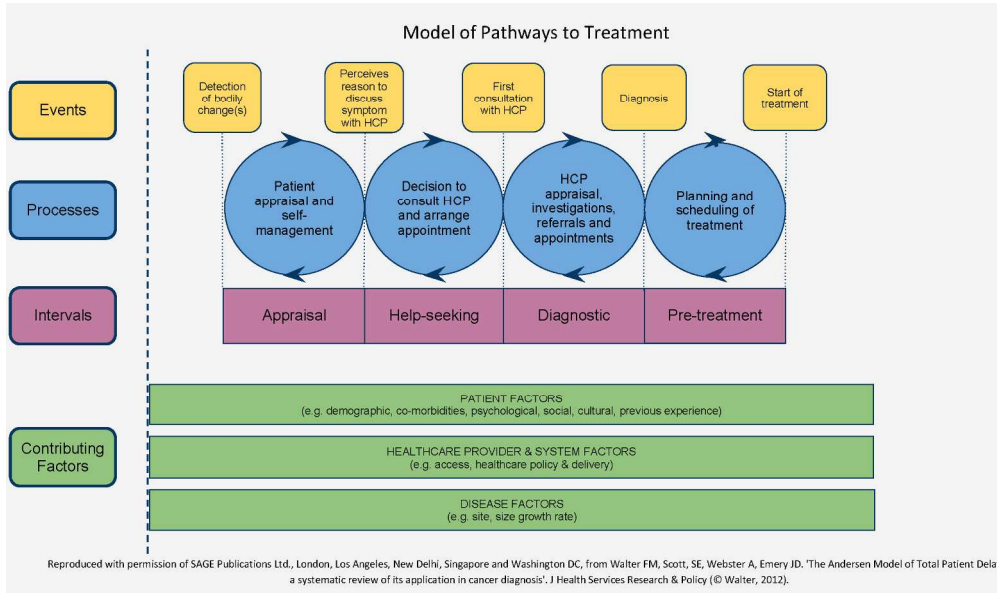 Model of Pathways to Treatment
Events
Detection
of bodily
change(s)
Perceives
reason to
discuss
symptom
with HCP
First
consultation
with HCP
Diagnosis
Start of
treatment
Processes
Patient
appraisal and
self-
management
Decision to
consult HCP
and arrange
appointment
HCP
appraisal,
investigations,
referrals and
appointments
Planning and
scheduling of
treatment
Intervals
Appraisal
Help-seeking
Diagnostic
Pre-treatment
Contributing
Factors
PATIENT FACTORS
(e.g. demographic, co-morbidities, psychological, social, cultural, previous experience)
HEALTHCARE PROVIDER & SYSTEM FACTORS
(e.g. access, healthcare policy & delivery)
DISEASE FACTORS
(e.g. site, size growth rate)
Reproduced with permission of SAGE Publications Ltd., London, Los Angeles, New Delhi, Singapore and Washington DC, from Walter FM, Scott, SE, Webster A, Emery JD. 'The Andersen Model of Total Patient Dela
a systematic review of its application in cancer diagnosis'. J Health Services Research & Policy (© Walter, 2012).